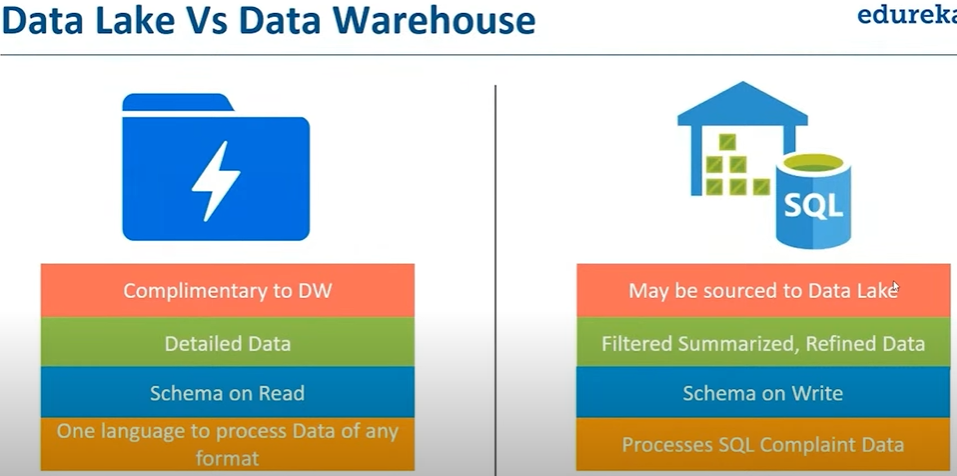 Data Lake Vs Data Warehouse
edureka
SQL
Complimentary to DW
Detailed Data
Schema on Read
One language to process Data of any
format
May be sourced to Data Lake
Filtered Summarized, Refined Data
Schema on Write
Processes SQL Complaint Data